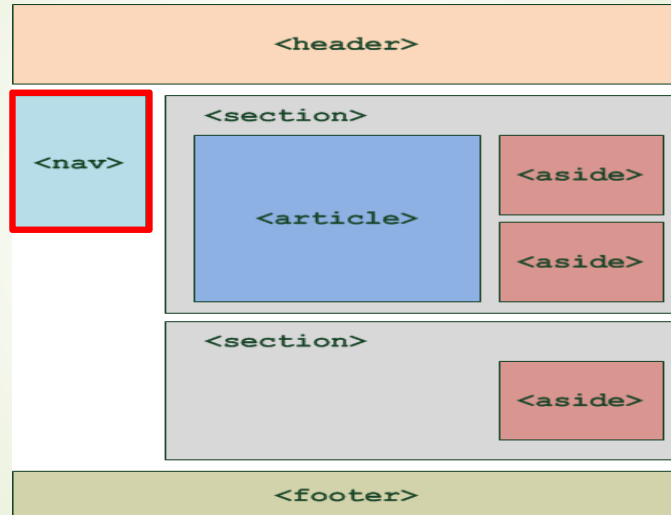 <header>
<nav>
<section>
<article>
<aside>
<aside>
<section>
<aside>
<footer>